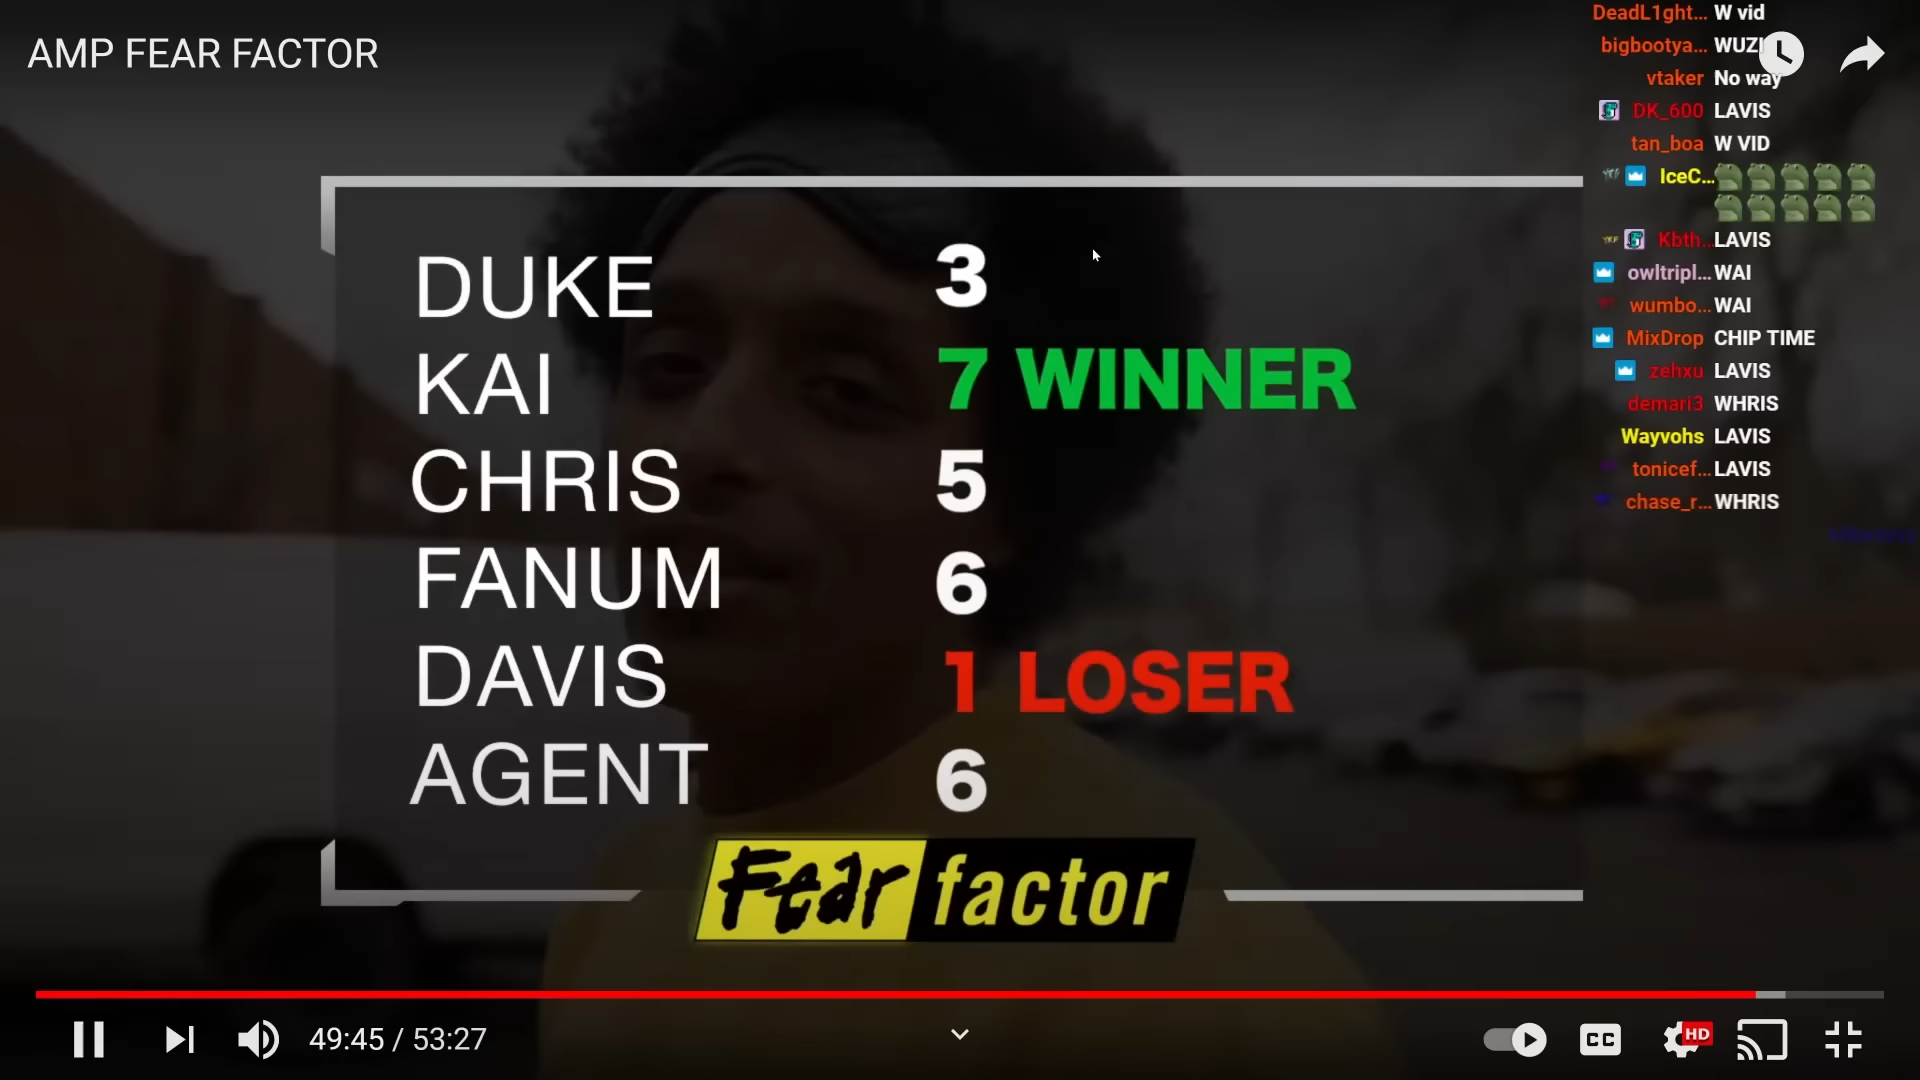 AMP FEAR FACTOR
DeadL1ght... W vid
bigbootya... WUZI
vtaker No way
DK_600 LAVIS
tan_boa W VID
IceC...
Kbth... LAVIS
owltripl... WAI
wumbo... WAI
MixDrop CHIP TIME
zehxu LAVIS
demari3 WHRIS
Wayvohs LAVIS
tonicef... LAVIS
chase_r... WHRIS
DUKE 3
KAI 7 WINNER
CHRIS 5
FANUM 6
DAVIS 1 LOSER
AGENT 6
Fear factor
49:45 / 53:27
CC
HD